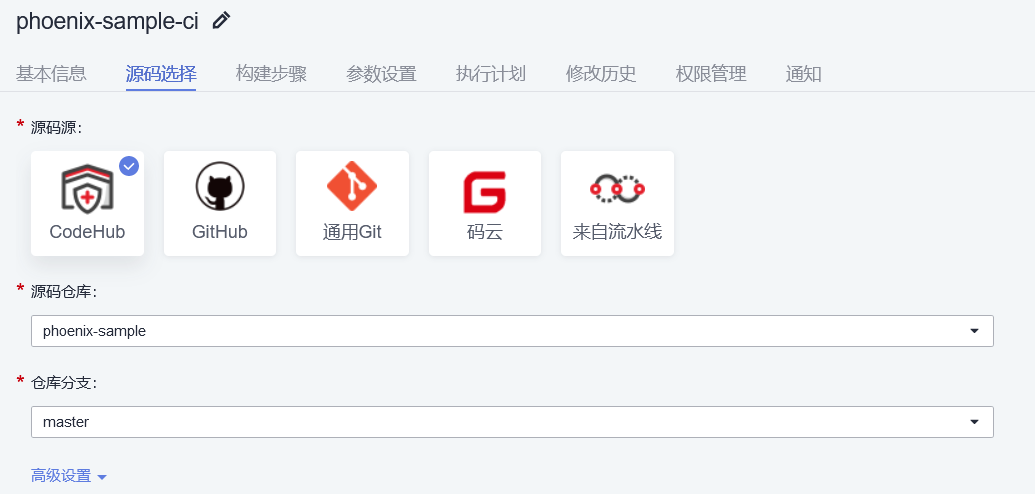 phoenix-sample-ci
基本信息 源码选择 构建步骤 参数设置 执行计划 修改历史 权限管理 通知
* 源码源:
CodeHub GitHub 通用Git 码云 来自流水线
* 源码仓库:
phoenix-sample
* 仓库分支:
master
高级设置